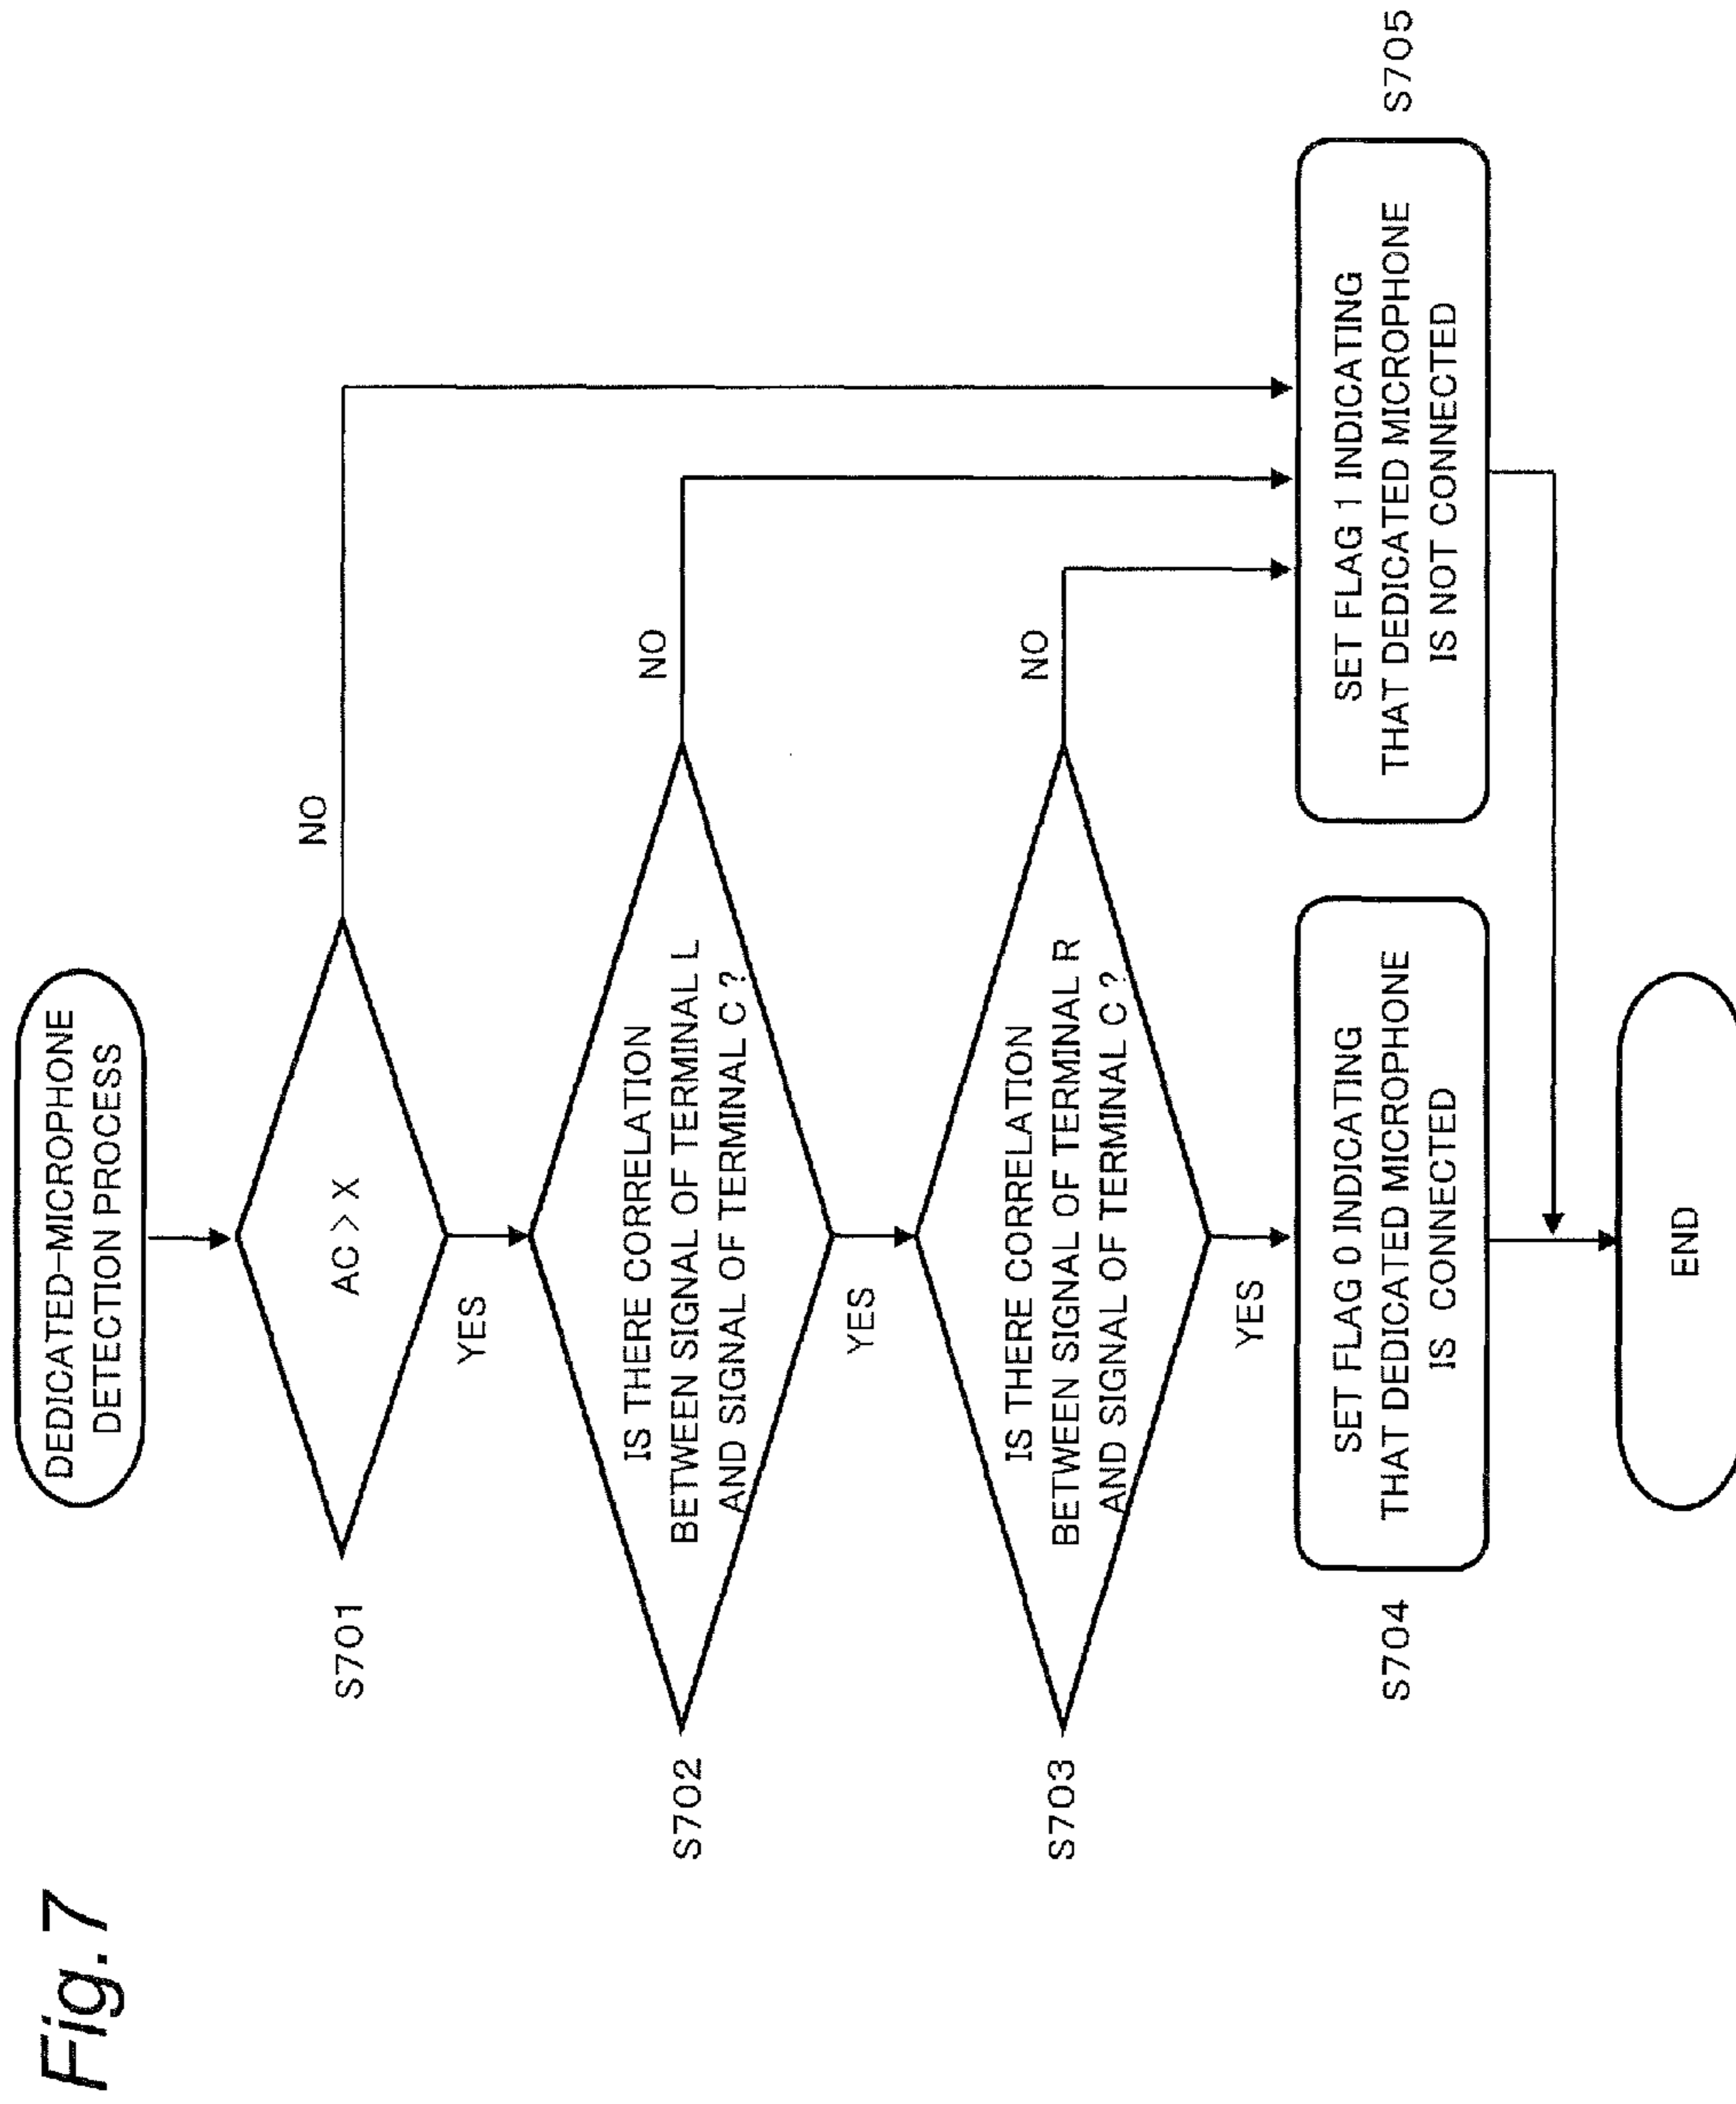 Fig.7
DEDICATED-MICROPHONE
DETECTION PROCESS
S701
AC > X
NO
YES
S702
IS THERE CORRELATION
BETWEEN SIGNAL OF TERMINAL L
AND SIGNAL OF TERMINAL C ?
NO
YES
S703
IS THERE CORRELATION
BETWEEN SIGNAL OF TERMINAL R
AND SIGNAL OF TERMINAL C ?
NO
YES
S704
SET FLAG 0 INDICATING
THAT DEDICATED MICROPHONE
IS CONNECTED
SET FLAG 1 INDICATING
THAT DEDICATED MICROPHONE
IS NOT CONNECTED
S705
END